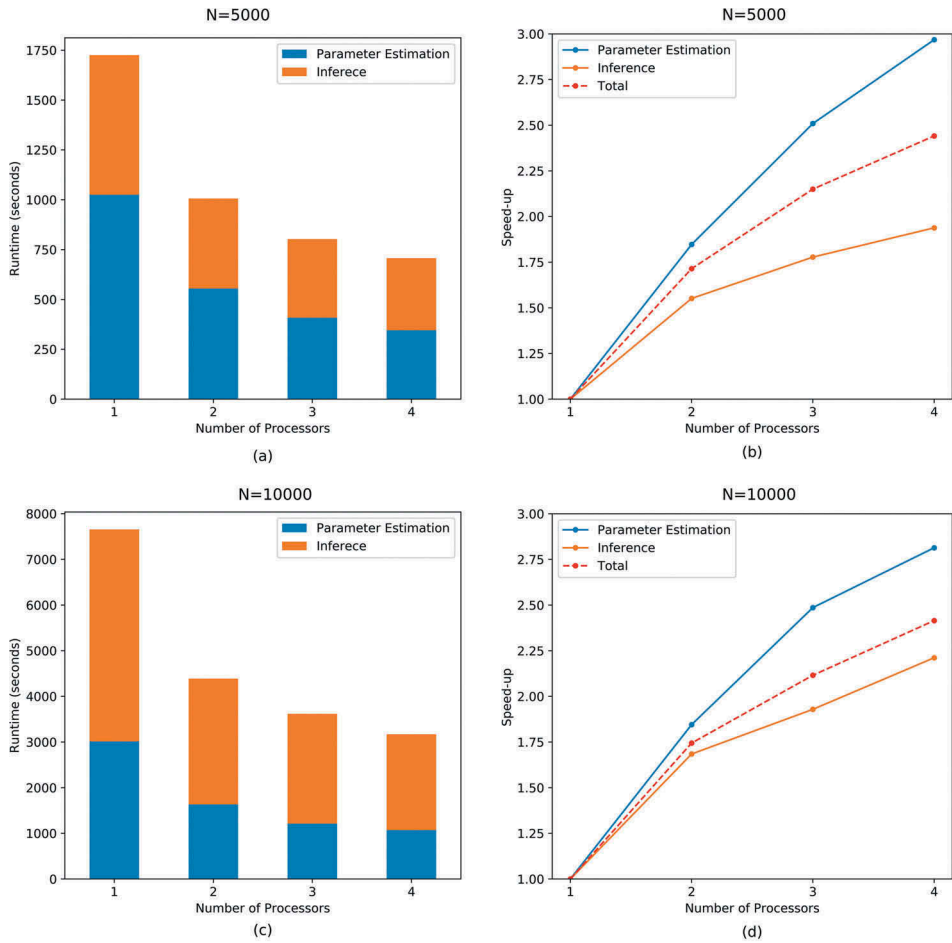 N=5000
1750
1500
1250
1000
750
500
250
0
Runtime (seconds)
Parameter Estimation
Inferece
1 2 3 4
Number of Processors
(a)
N=5000
3.00
2.75
2.50
2.25
2.00
1.75
1.50
1.25
1.00
Speed-up
Parameter Estimation
Inference
Total
1 2 3 4
Number of Processors
(b)
N=10000
8000
7000
6000
5000
4000
3000
2000
1000
0
Runtime (seconds)
Parameter Estimation
Inferece
1 2 3 4
Number of Processors
(c)
N=10000
3.00
2.75
2.50
2.25
2.00
1.75
1.50
1.25
1.00
Speed-up
Parameter Estimation
Inference
Total
1 2 3 4
Number of Processors
(d)